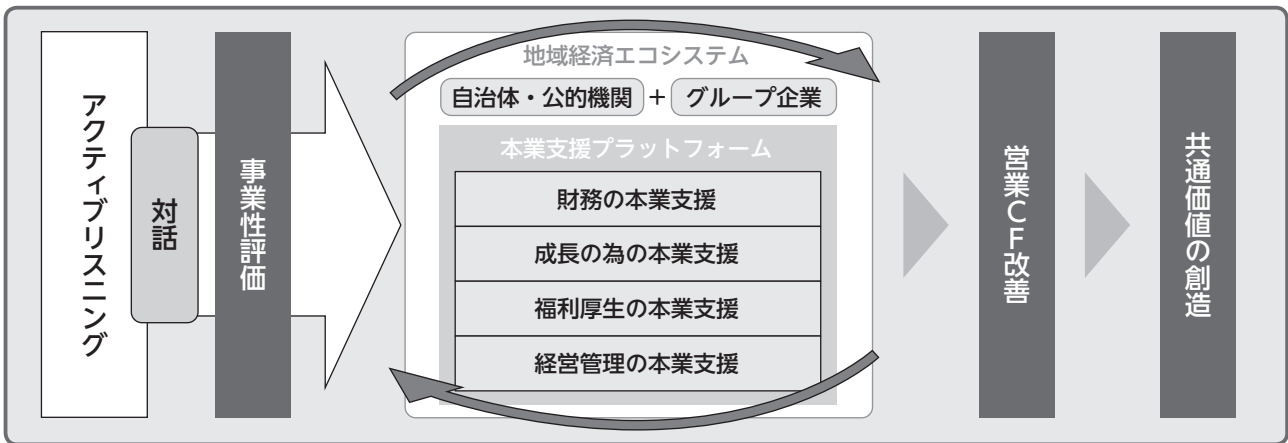 アクティブリスニング
対話
事業性評価
地域経済エコシステム
自治体・公的機関 + グループ企業
本業支援プラットフォーム
財務の本業支援
成長の為の本業支援
福利厚生の本業支援
経営管理の本業支援
営業CF改善
共通価値の創造